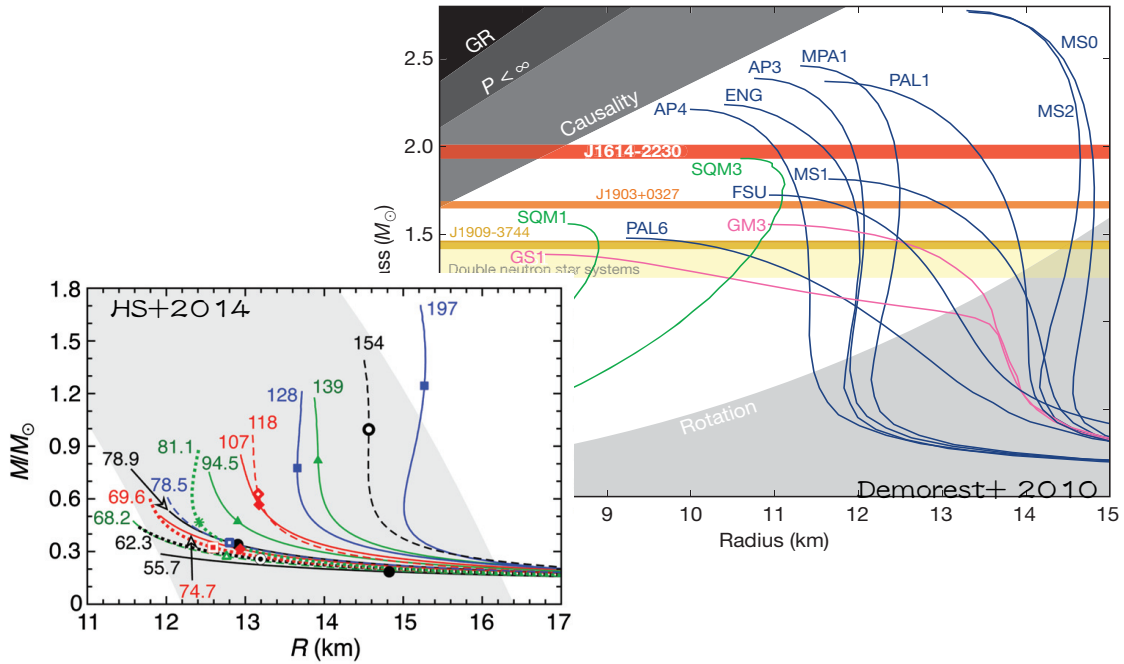 GR
P < ∞
Causality
2.5
2.0
1.5
AP4
AP3
ENG
MPA1
PAL1
MS0
MS2
J1614-2230
SQM3
MS1
FSU
J1903+0327
SQM1
GM3
J1909-3744
PAL6
GS1
Double neutron star systems
(M☉)
Rotation
Demorest+ 2010
9 10 11 12 13 14 15
Radius (km)
HS+2014
1.8
1.5
1.2
0.9
0.6
0.3
0
M/M☉
197
154
139
128
118
107
81.1
94.5
78.9
78.5
69.6
68.2
62.3
55.7
74.7
11 12 13 14 15 16 17
R (km)